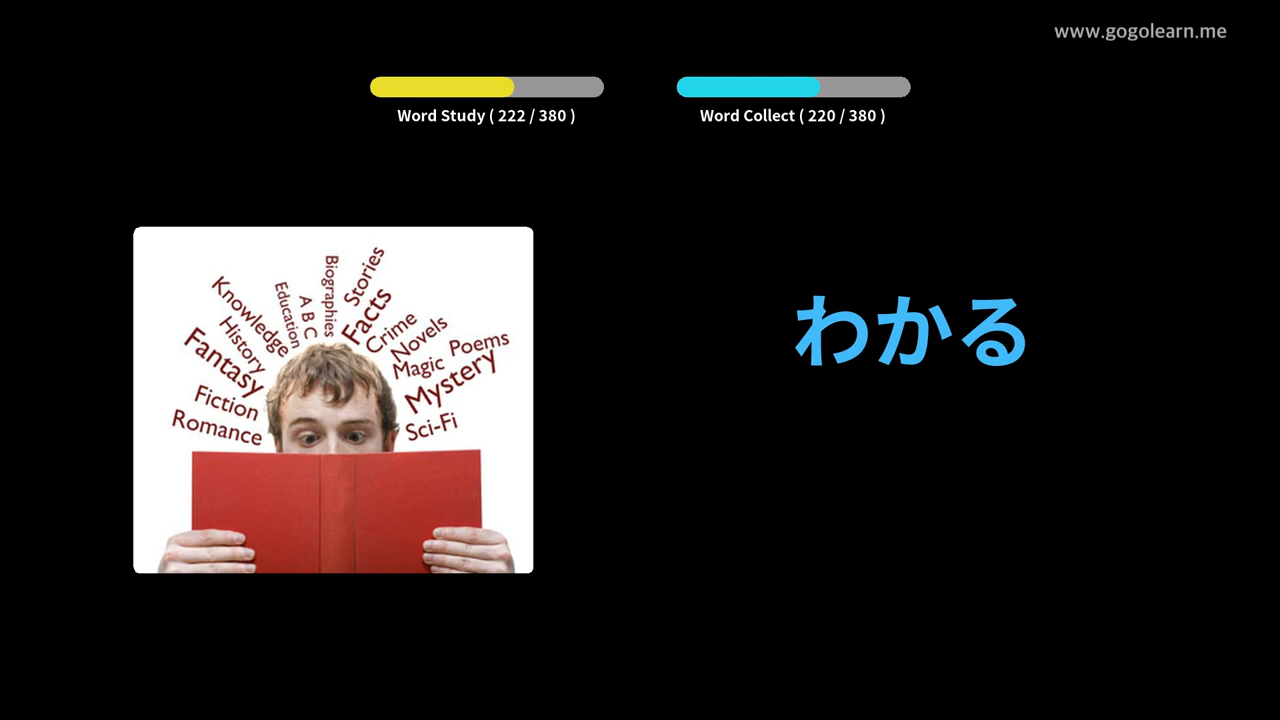 www.gogolearn.me
Word Study ( 222 / 380 )
Word Collect ( 220 / 380 )
わかる
Stories
Biographies
Facts
A B C
Education
Knowledge
Crime
Novels
History
Poems
Fantasy
Magic
Mystery
Fiction
Romance
Sci-Fi